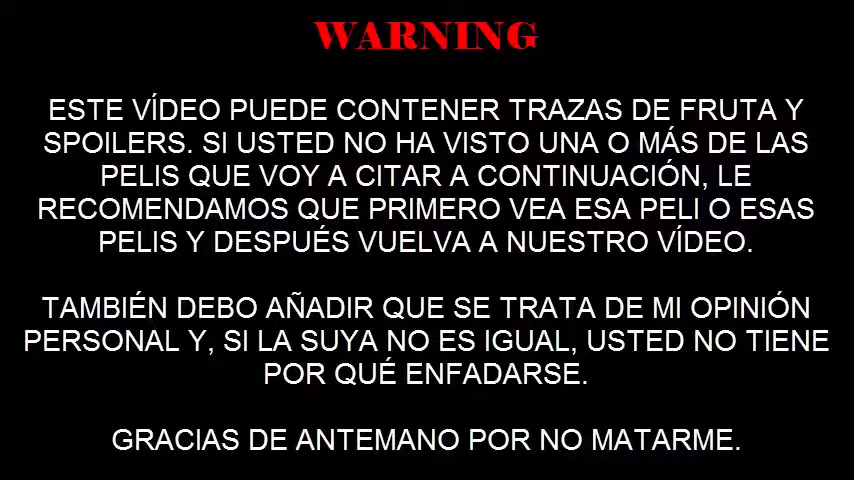 WARNING
ESTE VÍDEO PUEDE CONTENER TRAZAS DE FRUTA Y
SPOILERS. SI USTED NO HA VISTO UNA O MÁS DE LAS
PELIS QUE VOY A CITAR A CONTINUACIÓN, LE
RECOMENDAMOS QUE PRIMERO VEA ESA PELI O ESAS
PELIS Y DESPUÉS VUELVA A NUESTRO VÍDEO.
TAMBIÉN DEBO AÑADIR QUE SE TRATA DE MI OPINIÓN
PERSONAL Y, SI LA SUYA NO ES IGUAL, USTED NO TIENE
POR QUÉ ENFADARSE.
GRACIAS DE ANTEMANO POR NO MATARME.